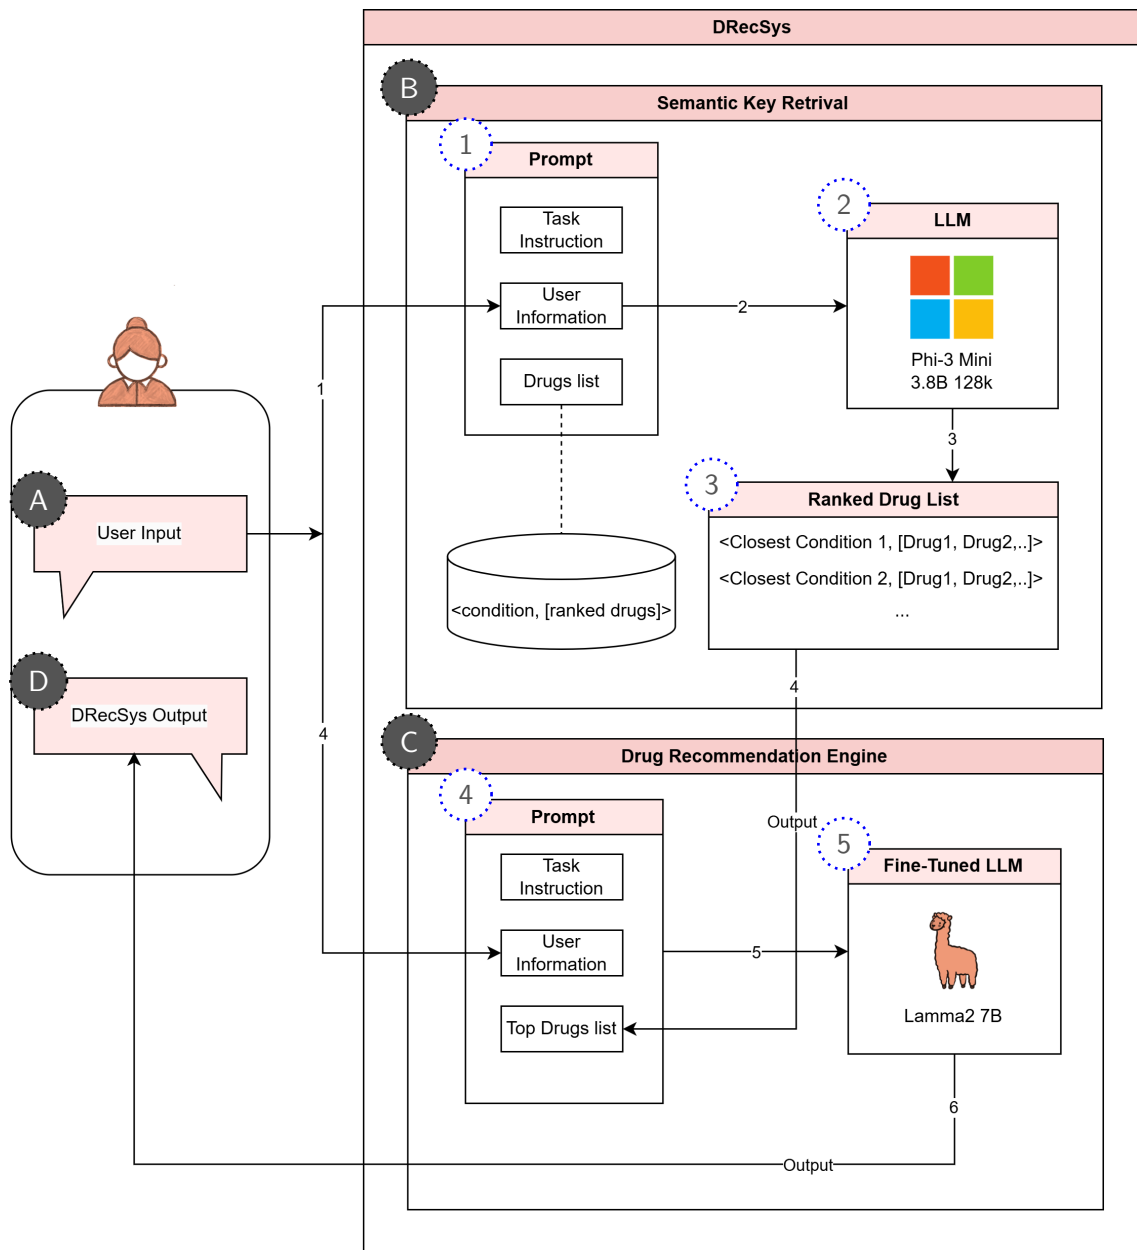 DRecSys
B
Semantic Key Retrival
1
Prompt
Task
Instruction
User
Information
Drugs list
2
2
LLM
Phi-3 Mini
3.8B 128k
3
3
Ranked Drug List
<Closest Condition 1, [Drug1, Drug2,..]>
<Closest Condition 2, [Drug1, Drug2,..]>
...
<condition, [ranked drugs]>
1
A
User Input
D
DRecSys Output
4
4
C
Drug Recommendation Engine
4
Prompt
Task
Instruction
User
Information
Top Drugs list
Output
5
5
Fine-Tuned LLM
Lamma2 7B
6
Output